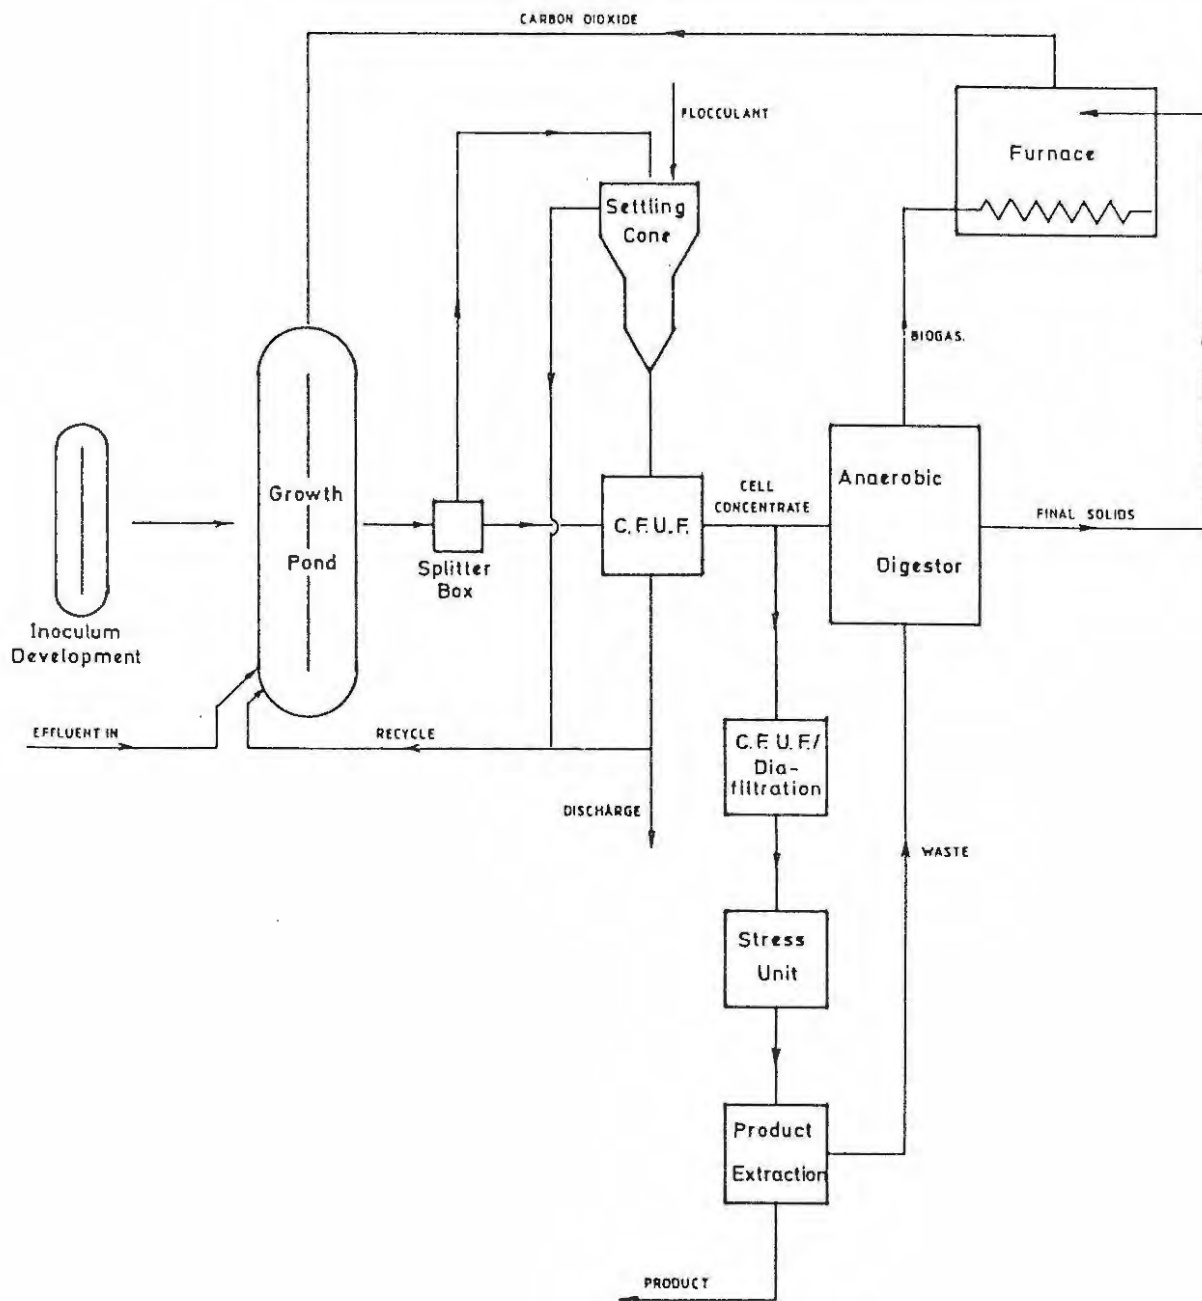 CARBON DIOXIDE
FLOCCULANT
Furnace
Settling
Cone
BIOGAS.
Growth
Pond
Anaerobic
Digestor
CELL
CONCENTRATE
C.F.U.F.
FINAL SOLIDS
Splitter
Box
Inoculum
Development
EFFLUENT IN
RECYCLE
C.F.U.F./
Dia-
filtration
DISCHARGE
WASTE
Stress
Unit
Product
Extraction
PRODUCT